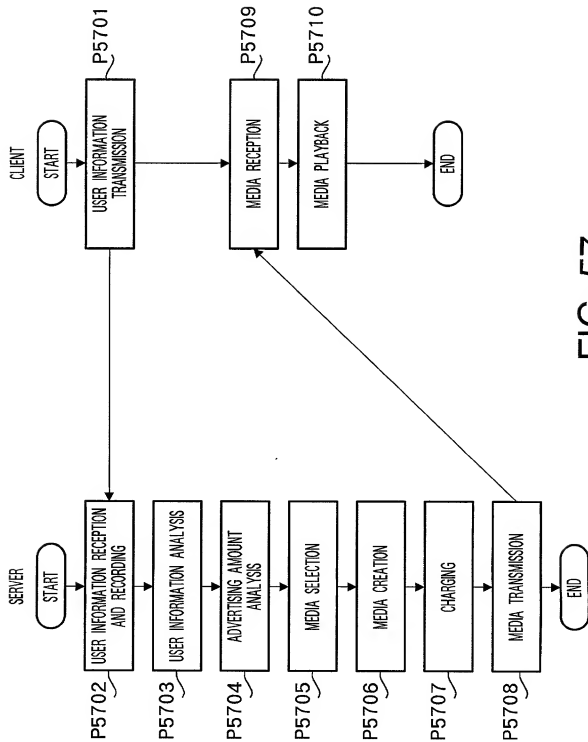 SERVER
START
P5702
USER INFORMATION RECEPTION
AND RECORDING
P5703
USER INFORMATION ANALYSIS
P5704
ADVERTISING AMOUNT
ANALYSIS
P5705
MEDIA SELECTION
P5706
MEDIA CREATION
P5707
CHARGING
P5708
MEDIA TRANSMISSION
END
CLIENT
START
USER INFORMATION
TRANSMISSION
P5701
MEDIA RECEPTION
P5709
MEDIA PLAYBACK
P5710
END
FIG. 57